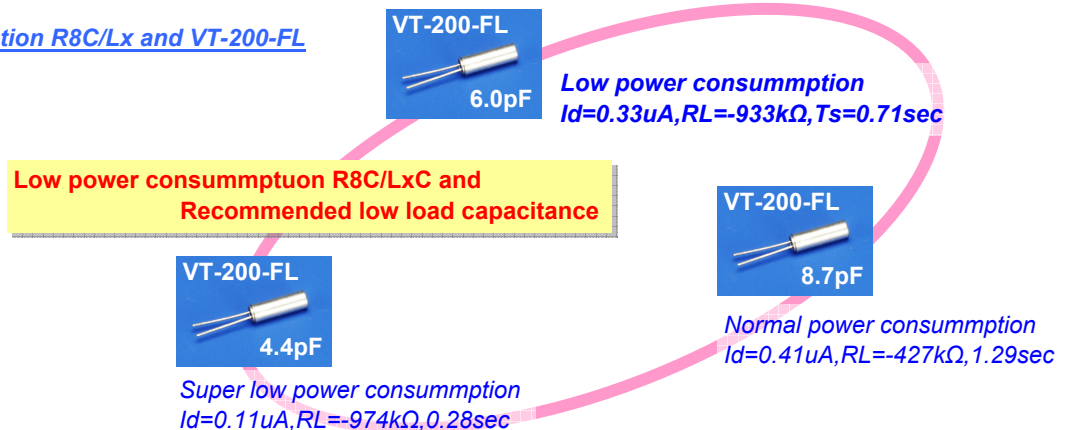 tion R8C/Lx and VT-200-FL
VT-200-FL
6.0pF
Low power consummption
Id=0.33uA,RL=-933kΩ,Ts=0.71sec
Low power consummptuon R8C/LxC and
Recommended low load capacitance
VT-200-FL
8.7pF
Normal power consummption
Id=0.41uA,RL=-427kΩ,1.29sec
VT-200-FL
4.4pF
Super low power consummption
Id=0.11uA,RL=-974kΩ,0.28sec